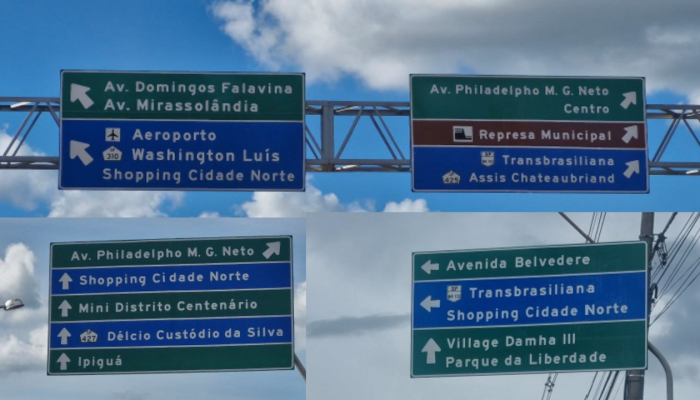 Av. Domingos Falavina
Av. Mirassolândia
Aeroporto
310 Washington Luís
Shopping Cidade Norte
Av. Philadelpho M. G. Neto
Centro
Represa Municipal
Transbrasiliana
425 Assis Chateaubriand
Av. Philadelpho M. G. Neto
Shopping Cidade Norte
Mini Distrito Centenário
427 Délcio Custódio da Silva
Ipiguá
Avenida Belvedere
Transbrasiliana
Shopping Cidade Norte
Village Damha III
Parque da Liberdade